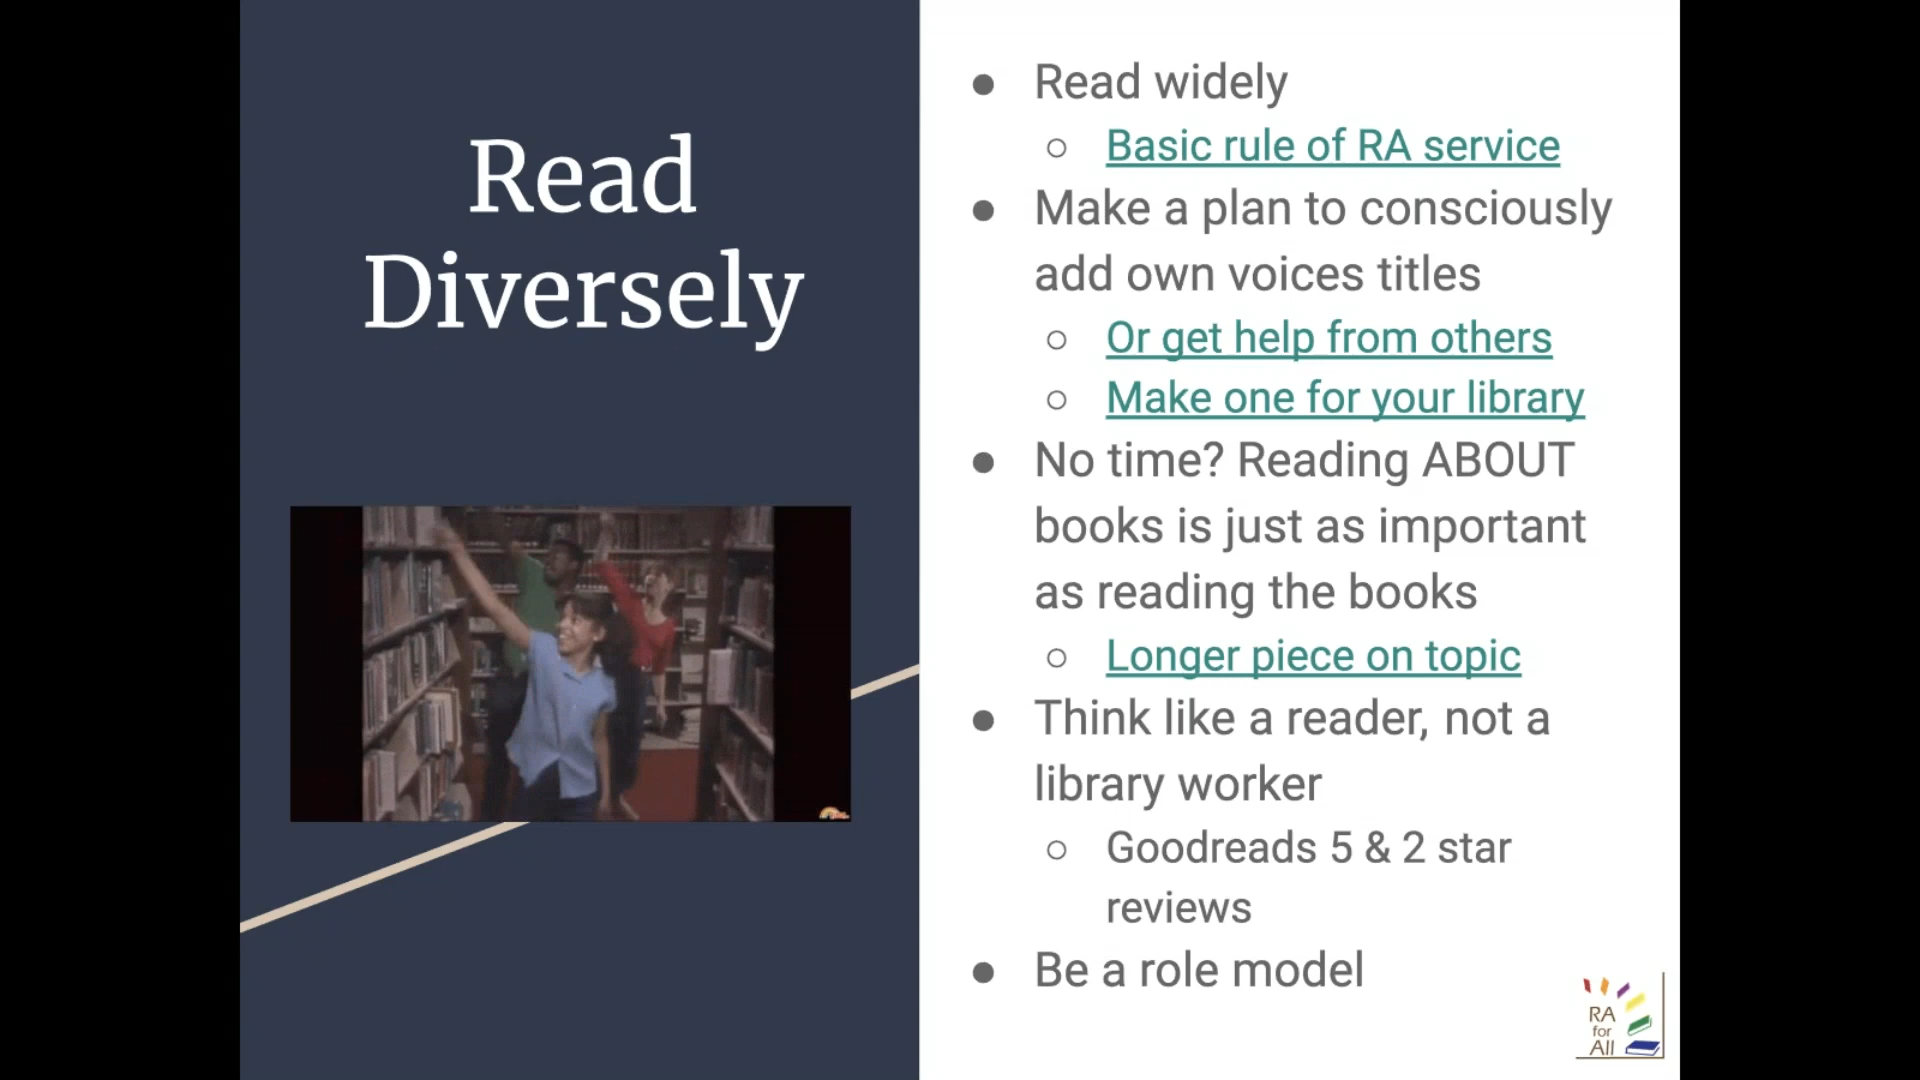 Read
Diversely
● Read widely
○ Basic rule of RA service
● Make a plan to consciously
add own voices titles
○ Or get help from others
○ Make one for your library
● No time? Reading ABOUT
books is just as important
as reading the books
○ Longer piece on topic
● Think like a reader, not a
library worker
○ Goodreads 5 & 2 star
reviews
● Be a role model
RA
for
All